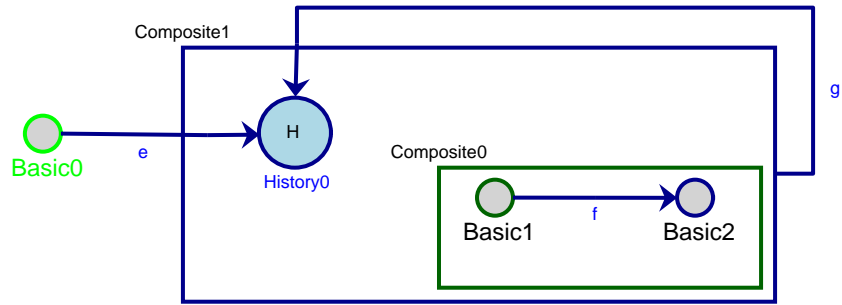 Composite1
g
H
e
Basic0
Composite0
History0
f
Basic1
Basic2